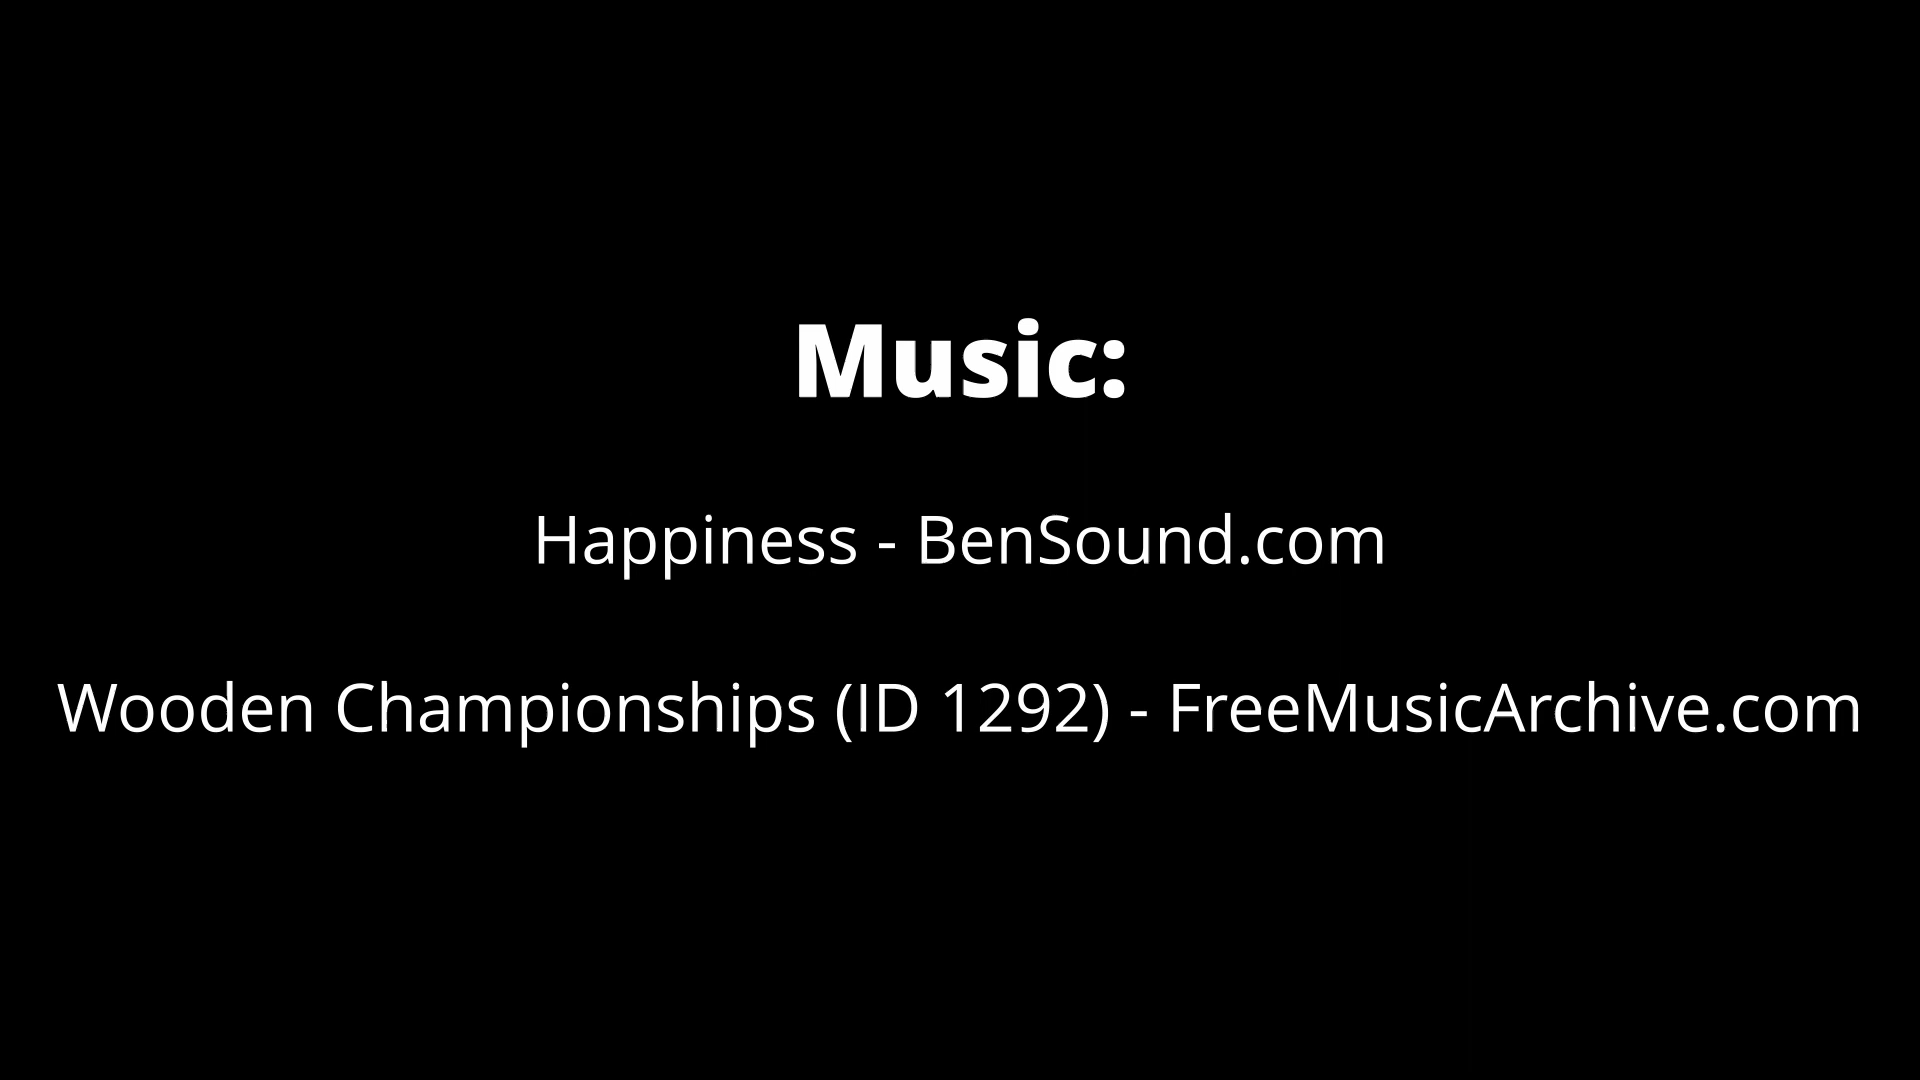 Music:
Happiness - BenSound.com
Wooden Championships (ID 1292) - FreeMusicArchive.com